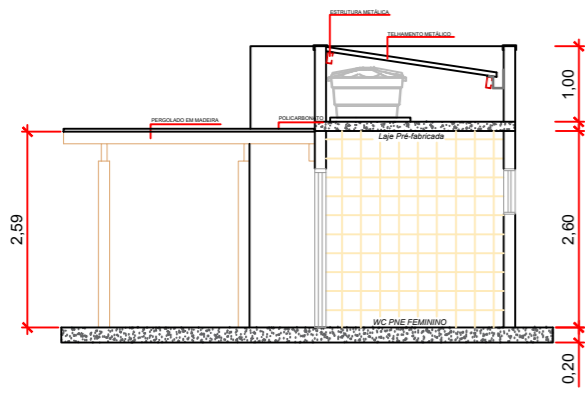 ESTRUTURA METÁLICA
TELHAMENTO METÁLICO
1,00
PERGOLADO EM MADEIRA
POLICARBONATO
Laje Pré-fabricada
2,59
2,60
WC PNE FEMININO
0,20